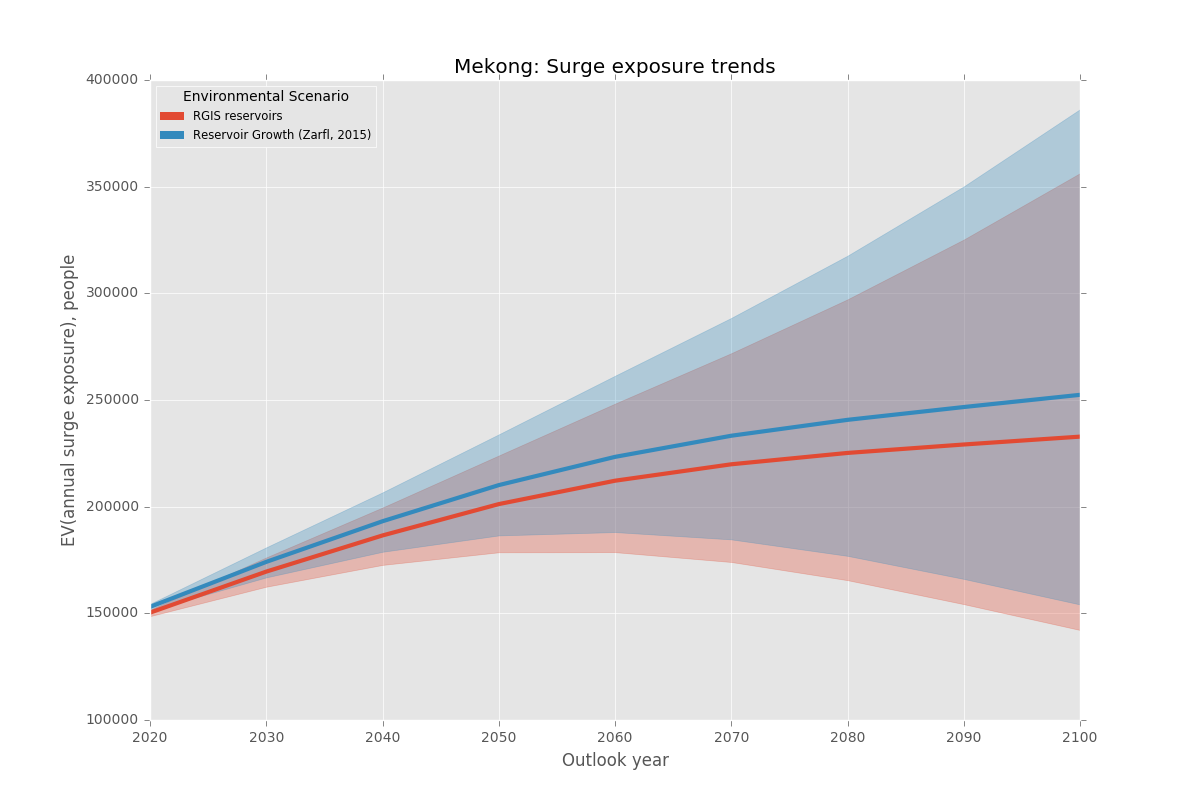 Mekong: Surge exposure trends
Environmental Scenario
RGIS reservoirs
Reservoir Growth (Zarfl, 2015)
EV(annual surge exposure), people
400000
350000
300000
250000
200000
150000
100000
2020 2030 2040 2050 2060 2070 2080 2090 2100
Outlook year